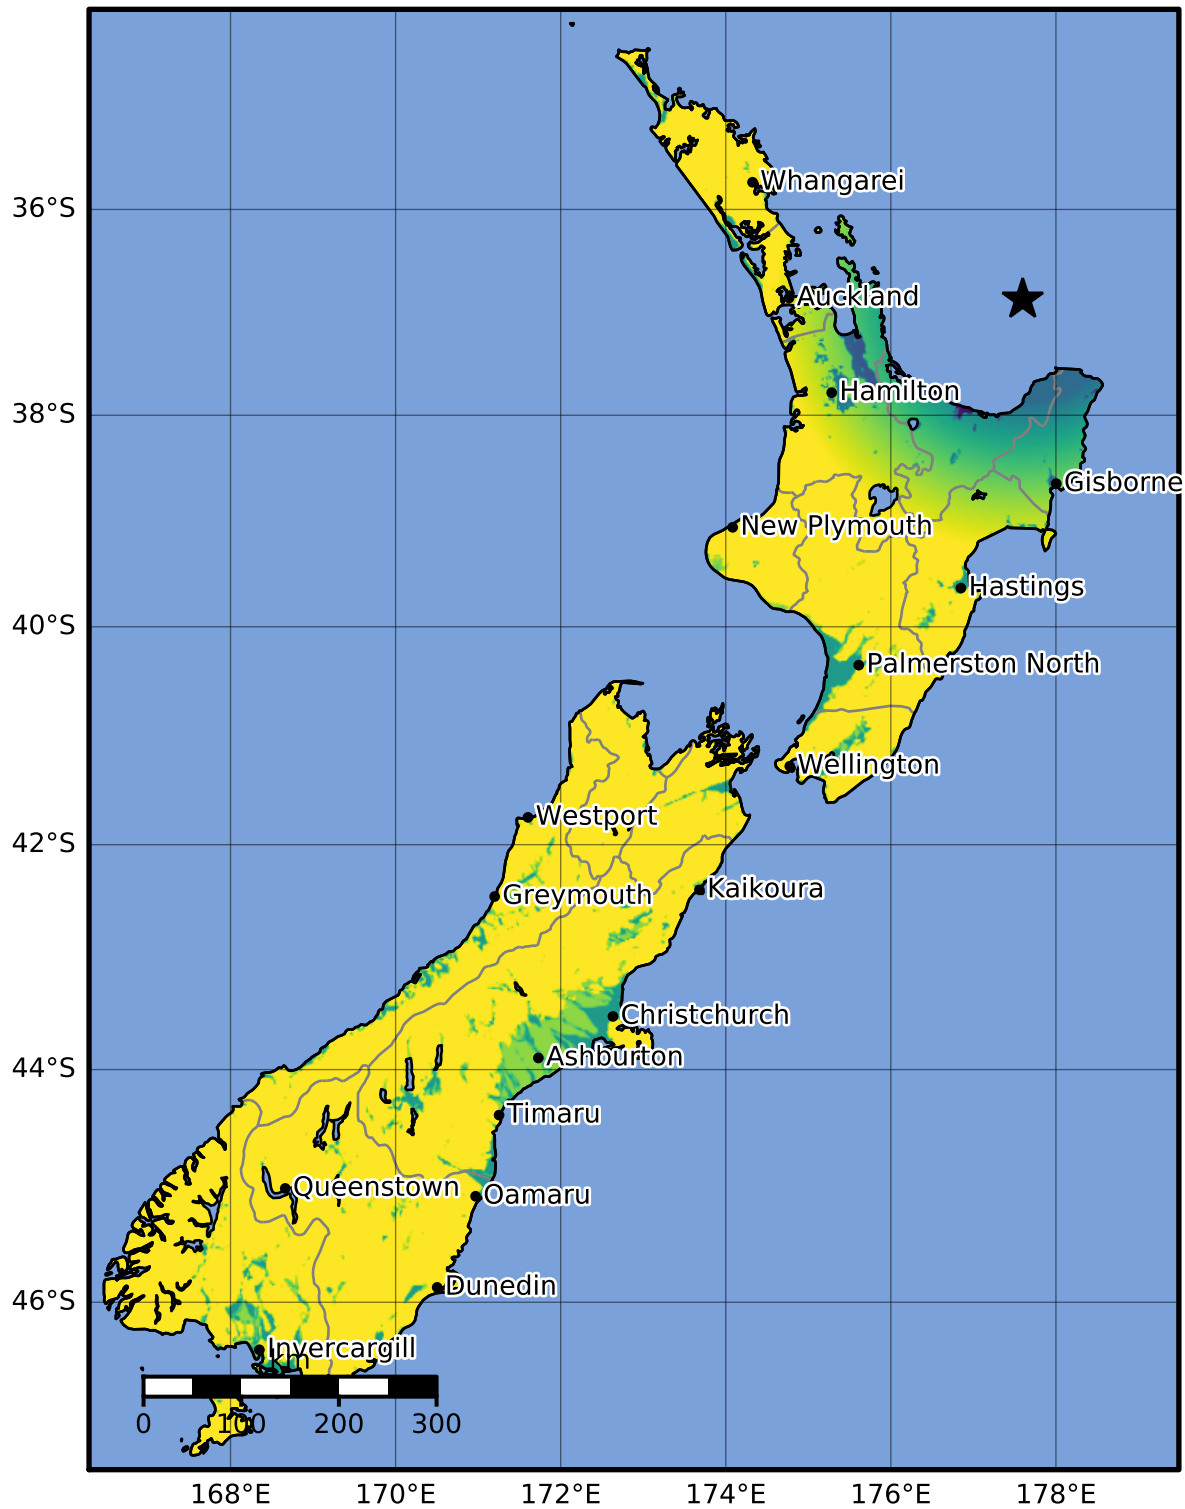 Whangarei
36°S
Auckland
Hamilton
38°S
Gisborne
New Plymouth
Hastings
40°S
Palmerston North
Wellington
Westport
42°S
Kaikoura
Greymouth
Christchurch
Ashburton
44°S
Timaru
Queenstown
Oamaru
Dunedin
46°S
Invercargill
km
0 100 200 300
168°E 170°E 172°E 174°E 176°E 178°E